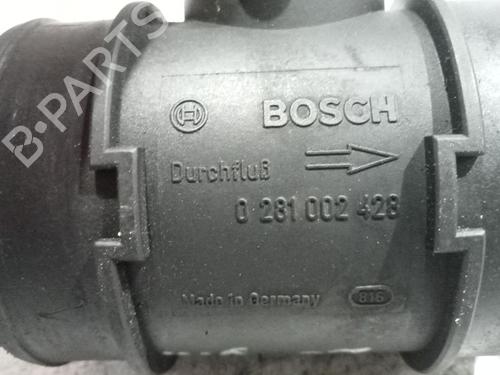 B-PARTS
BOSCH
Durchfluß
0 281 002 428
Made in Germany
816